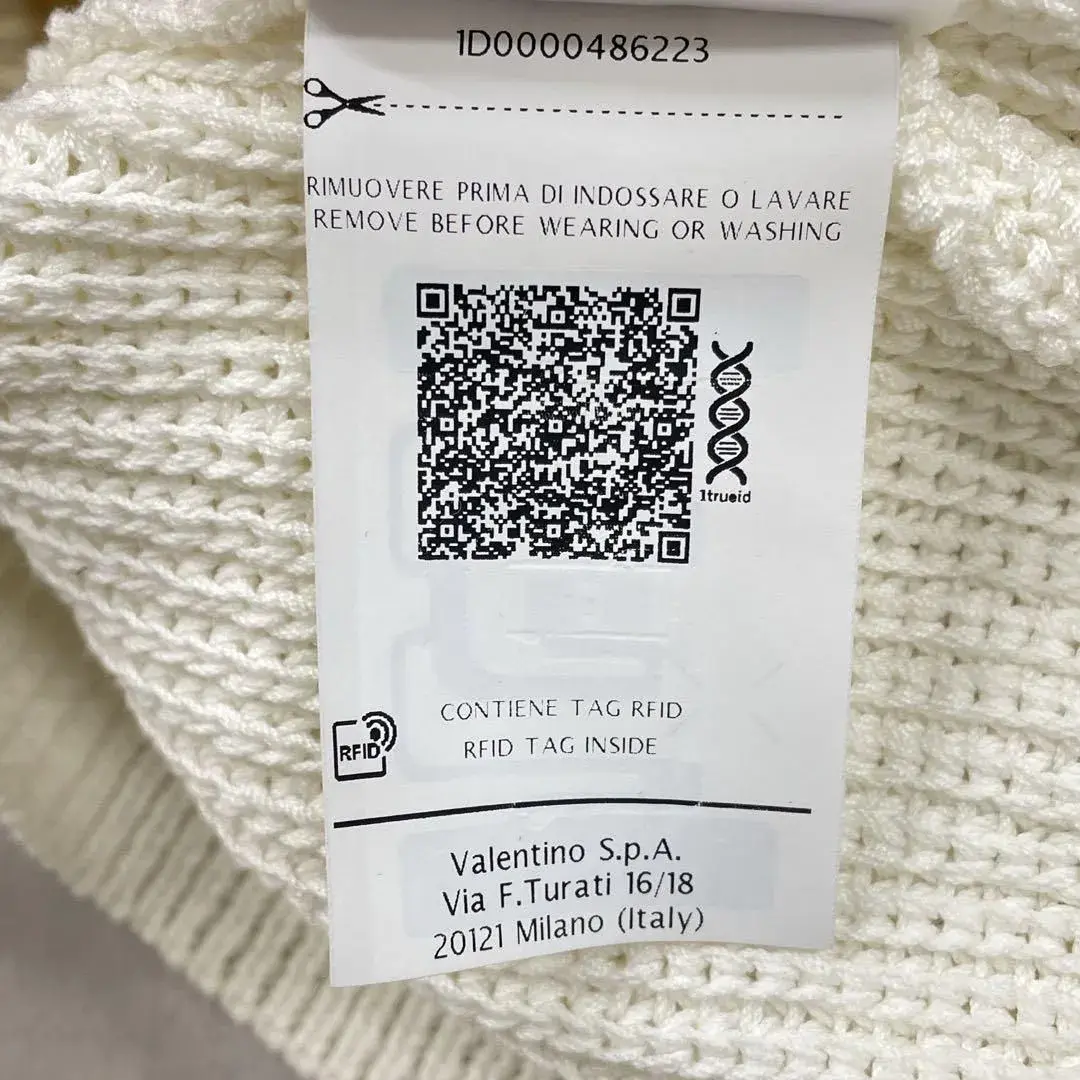 1D0000486223
RIMUOVERE PRIMA DI INDOSSARE O LAVARE
REMOVE BEFORE WEARING OR WASHING
1trueid
CONTIENE TAG RFID
RFID TAG INSIDE
RFID
Valentino S.p.A.
Via F.Turati 16/18
20121 Milano (Italy)